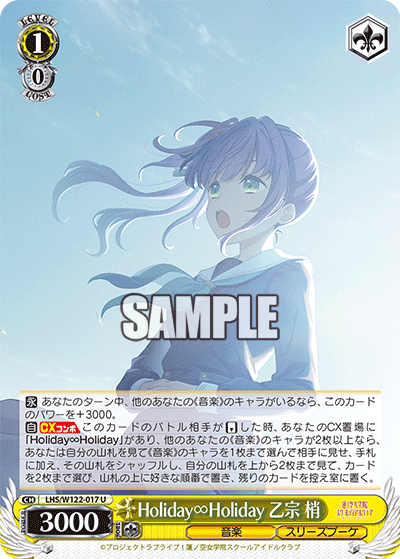 LEVEL
1
0
COST
SAMPLE
永 あなたのターン中、他のあなたの《音楽》のキャラがいるなら、このカード
のパワーを+3000。
自 CXコンボ このカードのバトル相手が した時、あなたのCX置場に
「Holiday∞Holiday」があり、他のあなたの《音楽》のキャラが2枚以上なら、
あなたは自分の山札を見て《音楽》のキャラを1枚まで選んで相手に見せ、手札
に加え、その山札をシャッフルし、自分の山札を上から2枚まで見て、カー
ドを2枚まで選び、山札の上に好きな順番で置き、残りのカードを控え室に置く。
CH LHS/W122-017 U
3000
Holiday∞Holiday 乙宗 梢
音楽 スリーズブーケ
©プロジェクトラブライブ！蓮ノ空女学院スクールアイドルクラブ